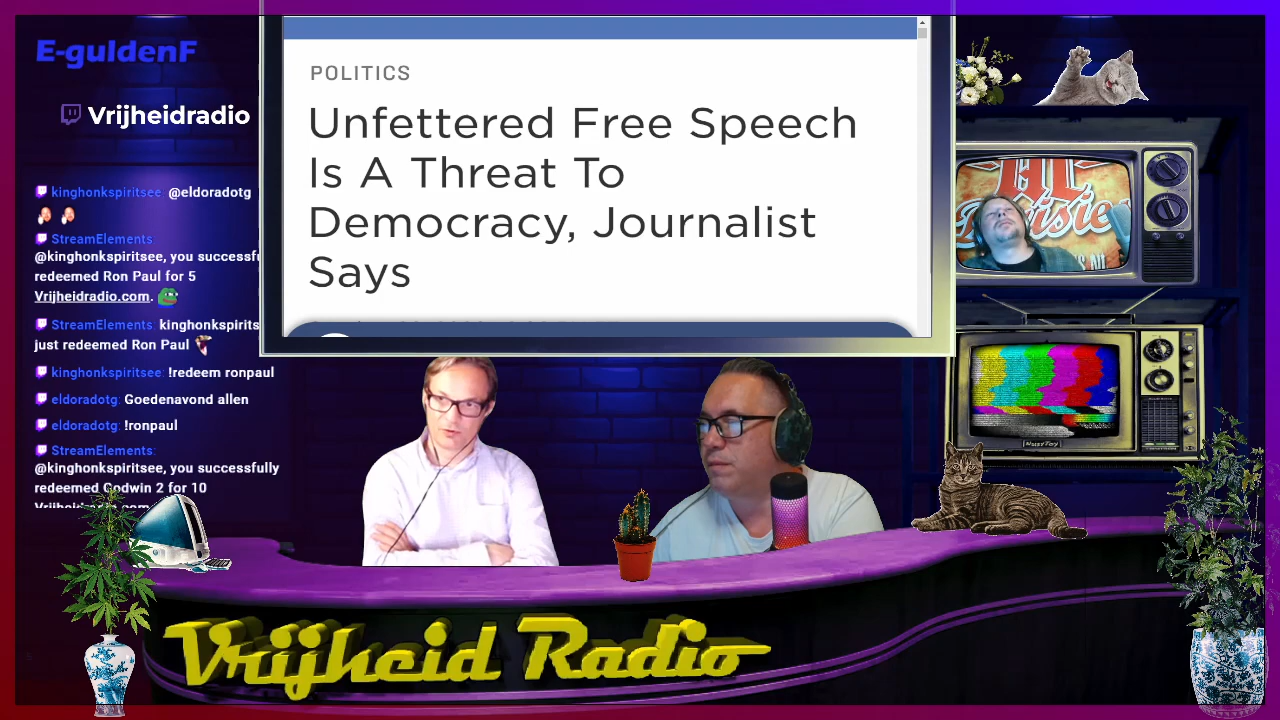 E-guldenF
Vrijheidradio
kinghonkspiritsee: @eldoradotg
StreamElements:
@kinghonkspiritsee, you successfu
redeemed Ron Paul for 5
Vrijheidradio.com.
StreamElements: kinghonkspirits
just redeemed Ron Paul
kinghonkspiritsee: !redeem ronpaul
eldoradotg: Goedenavond allen
eldoradotg: !ronpaul
StreamElements:
@kinghonkspiritsee, you successfully
redeemed Godwin 2 for 10
Vrijheidradio.com
POLITICS
Unfettered Free Speech
Is A Threat To
Democracy, Journalist
Says
Vrijheid Radio